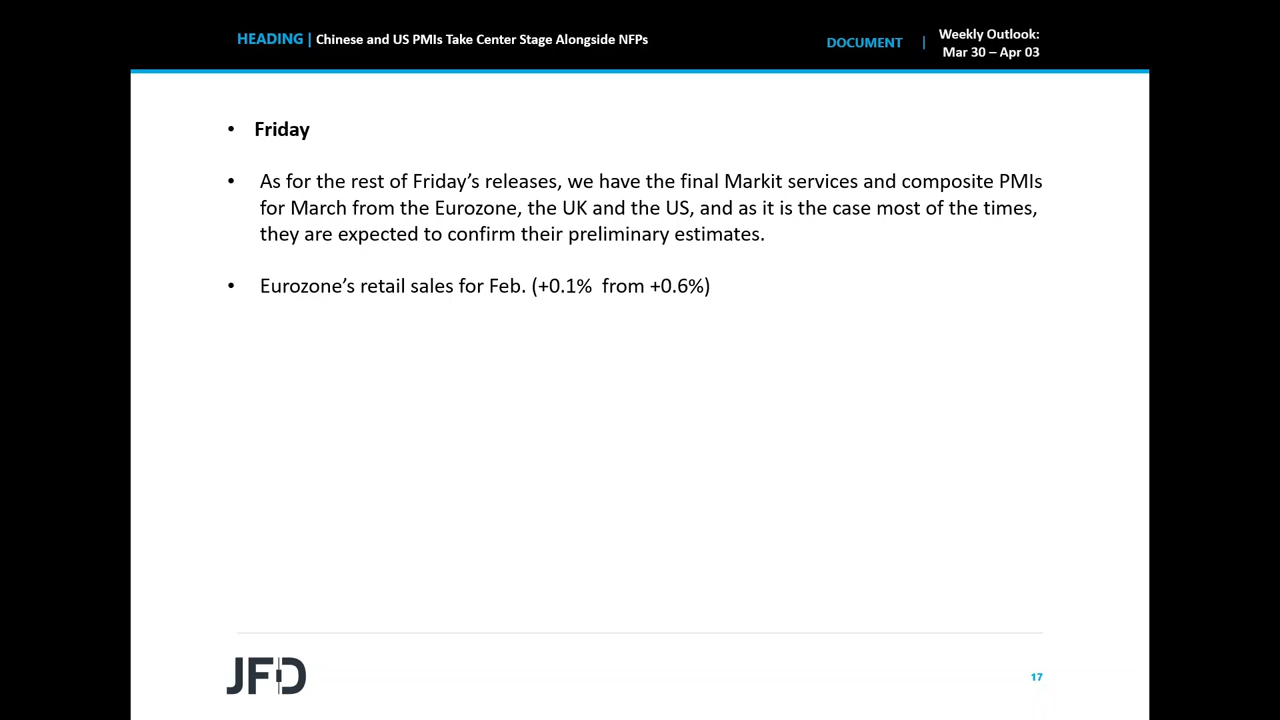 HEADING | Chinese and US PMIs Take Center Stage Alongside NFPs
DOCUMENT | Weekly Outlook:
Mar 30 – Apr 03
• Friday
• As for the rest of Friday’s releases, we have the final Markit services and composite PMIs
for March from the Eurozone, the UK and the US, and as it is the case most of the times,
they are expected to confirm their preliminary estimates.
• Eurozone’s retail sales for Feb. (+0.1%  from +0.6%)
JFD
17